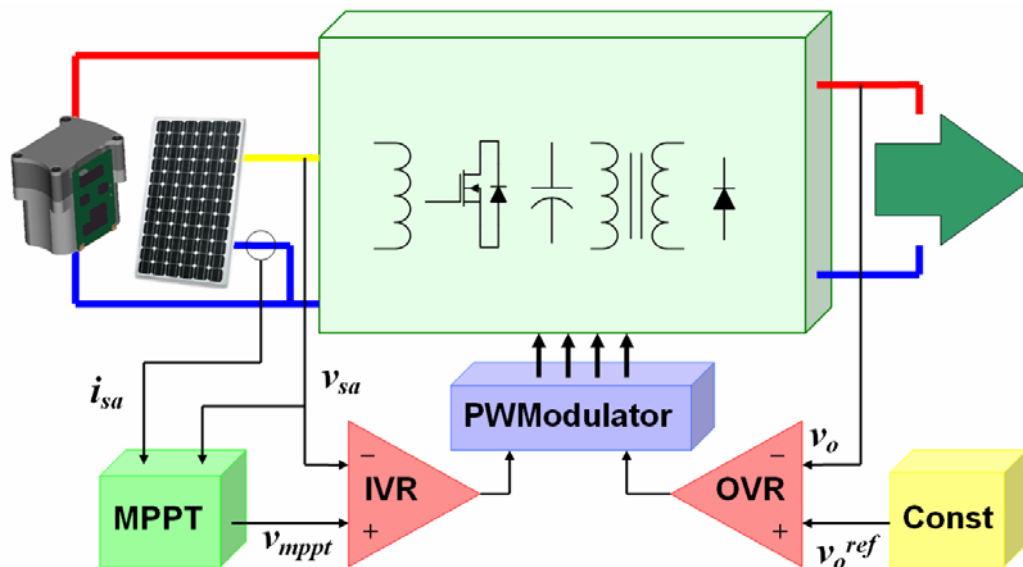 i_sa
v_sa
PWModulator
v_o
−
−
IVR
OVR
MPPT
Const
+
+
v_mppt
v_o^ref